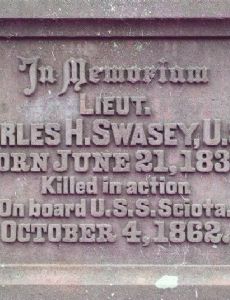 In Memoriam
LIEUT.
RLES H. SWASEY, U.S.
ORN JUNE 21, 183
Killed in action
On board U.S.S. Sciota.
OCTOBER 4, 1862.